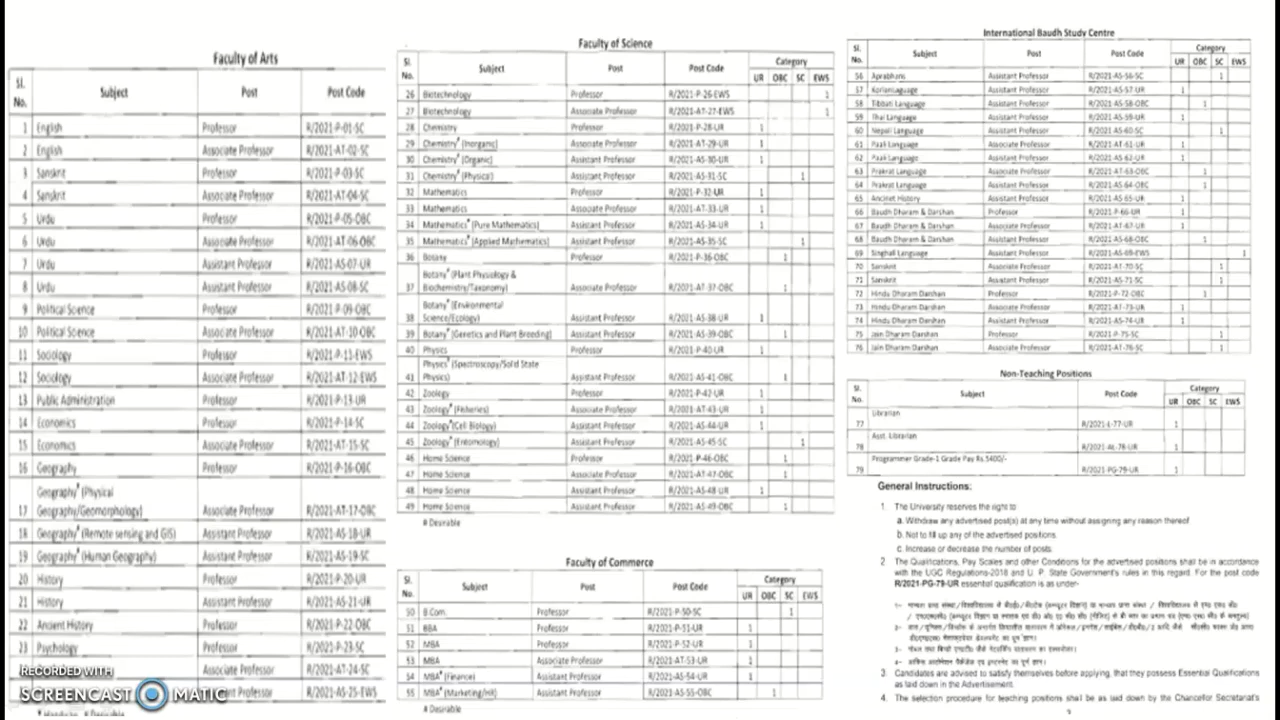 Faculty of Arts
Sl. No. Subject Post Post Code
1 English Professor R/2021-P-01-SC
2 English Associate Professor R/2021-AT-02-SC
3 Sanskrit Professor R/2021-P-03-SC
4 Sanskrit Associate Professor R/2021-AT-04-SC
5 Urdu Professor R/2021-P-05-OBC
6 Urdu Associate Professor R/2021-AT-06-OBC
7 Urdu Assistant Professor R/2021-AS-07-UR
8 Urdu Assistant Professor R/2021-AS-08-SC
9 Political Science Professor R/2021-P-09-OBC
10 Political Science Associate Professor R/2021-AT-10-OBC
11 Sociology Professor R/2021-P-11-EWS
12 Sociology Associate Professor R/2021-AT-12-EWS
13 Public Administration Professor R/2021-P-13-UR
14 Economics Professor R/2021-P-14-SC
15 Economics Associate Professor R/2021-AT-15-SC
16 Geography Professor R/2021-P-16-OBC
Geography# (Physical
17 Geography/Geomorphology) Associate Professor R/2021-AT-17-OBC
18 Geography# (Remote sensing and GIS) Assistant Professor R/2021-AS-18-UR
19 Geography# (Human Geography) Assistant Professor R/2021-AS-19-SC
20 History Professor R/2021-P-20-UR
21 History Assistant Professor R/2021-AS-21-UR
22 Ancient History Professor R/2021-P-22-OBC
23 Psychology Professor R/2021-P-23-SC
Associate Professor R/2021-AT-24-SC
Assistant Professor R/2021-AS-25-EWS
RECORDED WITH
SCREENCAST MATIC
Faculty of Science
Sl. No. Subject Post Post Code Category
UR OBC SC EWS
26 Biotechnology Professor R/2021-P-26-EWS 1
27 Biotechnology Associate Professor R/2021-AT-27-EWS 1
28 Chemistry Professor R/2021-P-28-UR 1
29 Chemistry# (Inorganic) Associate Professor R/2021-AT-29-UR 1
30 Chemistry# (Organic) Assistant Professor R/2021-AS-30-UR 1
31 Chemistry# (Physical) Assistant Professor R/2021-AS-31-SC 1
32 Mathematics Professor R/2021-P-32-UR 1
33 Mathematics Associate Professor R/2021-AT-33-UR 1
34 Mathematics# (Pure Mathematics) Assistant Professor R/2021-AS-34-UR 1
35 Mathematics# (Applied Mathematics) Assistant Professor R/2021-AS-35-SC 1
36 Botany Professor R/2021-P-36-OBC 1
Botany# (Plant Physiology &
Biochemistry/Taxonomy) Associate Professor R/2021-AT-37-OBC 1
Botany# (Environmental
38 Science/Ecology) Assistant Professor R/2021-AS-38-UR 1
39 Botany# (Genetics and Plant Breeding) Assistant Professor R/2021-AS-39-OBC 1
40 Physics Professor R/2021-P-40-UR 1
Physics# (Spectroscopy/Solid State
41 Physics) Assistant Professor R/2021-AS-41-OBC 1
42 Zoology Professor R/2021-P-42-UR 1
43 Zoology# (Fisheries) Associate Professor R/2021-AT-43-UR 1
44 Zoology# (Cell Biology) Assistant Professor R/2021-AS-44-UR 1
45 Zoology# (Entomology) Assistant Professor R/2021-AS-45-SC 1
46 Home Science Professor R/2021-P-46-OBC 1
47 Home Science Associate Professor R/2021-AT-47-OBC 1
48 Home Science Assistant Professor R/2021-AS-48-UR 1
49 Home Science Assistant Professor R/2021-AS-49-OBC 1
# Desirable
Faculty of Commerce
Sl. No. Subject Post Post Code Category
UR OBC SC EWS
50 B.Com. Professor R/2021-P-50-SC 1
51 BBA Professor R/2021-P-51-UR 1
52 MBA Professor R/2021-P-52-UR 1
53 MBA Associate Professor R/2021-AT-53-UR 1
54 MBA# (Finance) Assistant Professor R/2021-AS-54-UR 1
55 MBA# (Marketing/HR) Assistant Professor R/2021-AS-55-OBC 1
# Desirable
International Baudh Study Centre
Sl. No. Subject Post Post Code Category
UR OBC SC EWS
56 Aprabhans Assistant Professor R/2021-AS-56-SC 1
57 KorianLaguage Assistant Professor R/2021-AS-57-UR 1
58 Tibbati Language Assistant Professor R/2021-AS-58-OBC 1
59 Thai Language Assistant Professor R/2021-AS-59-UR 1
60 Nepali Language Assistant Professor R/2021-AS-60-SC 1
61 Paali Language Associate Professor R/2021-AT-61-UR 1
62 Paali Language Assistant Professor R/2021-AS-62-UR 1
63 Prakrat Language Associate Professor R/2021-AT-63-OBC 1
64 Prakrat Language Assistant Professor R/2021-AS-64-OBC 1
65 Ancinet History Assistant Professor R/2021-AS-65-UR 1
66 Baudh Dharam & Darshan Professor R/2021-P-66-UR 1
67 Baudh Dharam & Darshan Associate Professor R/2021-AT-67-UR 1
68 Baudh Dharam & Darshan Assistant Professor R/2021-AS-68-OBC 1
69 Singhali Language Assistant Professor R/2021-AS-69-EWS 1
70 Sanskrit Associate Professor R/2021-AT-70-SC 1
71 Sanskrit Assistant Professor R/2021-AS-71-SC 1
72 Hindu Dharam Darshan Professor R/2021-P-72-OBC 1
73 Hindu Dharam Darshan Associate Professor R/2021-AT-73-UR 1
74 Hindu Dharam Darshan Assistant Professor R/2021-AS-74-UR 1
75 Jain Dharam Darshan Professor R/2021-P-75-SC 1
76 Jain Dharam Darshan Associate Professor R/2021-AT-76-SC 1
Non-Teaching Positions
Sl. No. Subject Post Code Category
UR OBC SC EWS
77 Librarian R/2021-L-77-UR 1
78 Asst. Librarian R/2021-AL-78-UR 1
79 Programmer Grade-1 Grade Pay Rs.5400/- R/2021-PG-79-UR 1
General Instructions:
1 The University reserves the right to
a. Withdraw any advertised post(s) at any time without assigning any reason thereof
b. Not to fill up any of the advertised positions.
c. Increase or decrease the number of posts
2 The Qualifications, Pay Scales and other Conditions for the advertised positions shall be in accordance
with the UGC Regulations-2018 and U. P. State Government's rules in this regard. For the post code
R/2021-PG-79-UR essential qualification is as under-
3 Candidates are advised to satisfy themselves before applying, that they possess Essential Qualifications
as laid down in the Advertisement.
4. The selection procedure for teaching positions shall be as laid down by the Chancellor Secretariat's